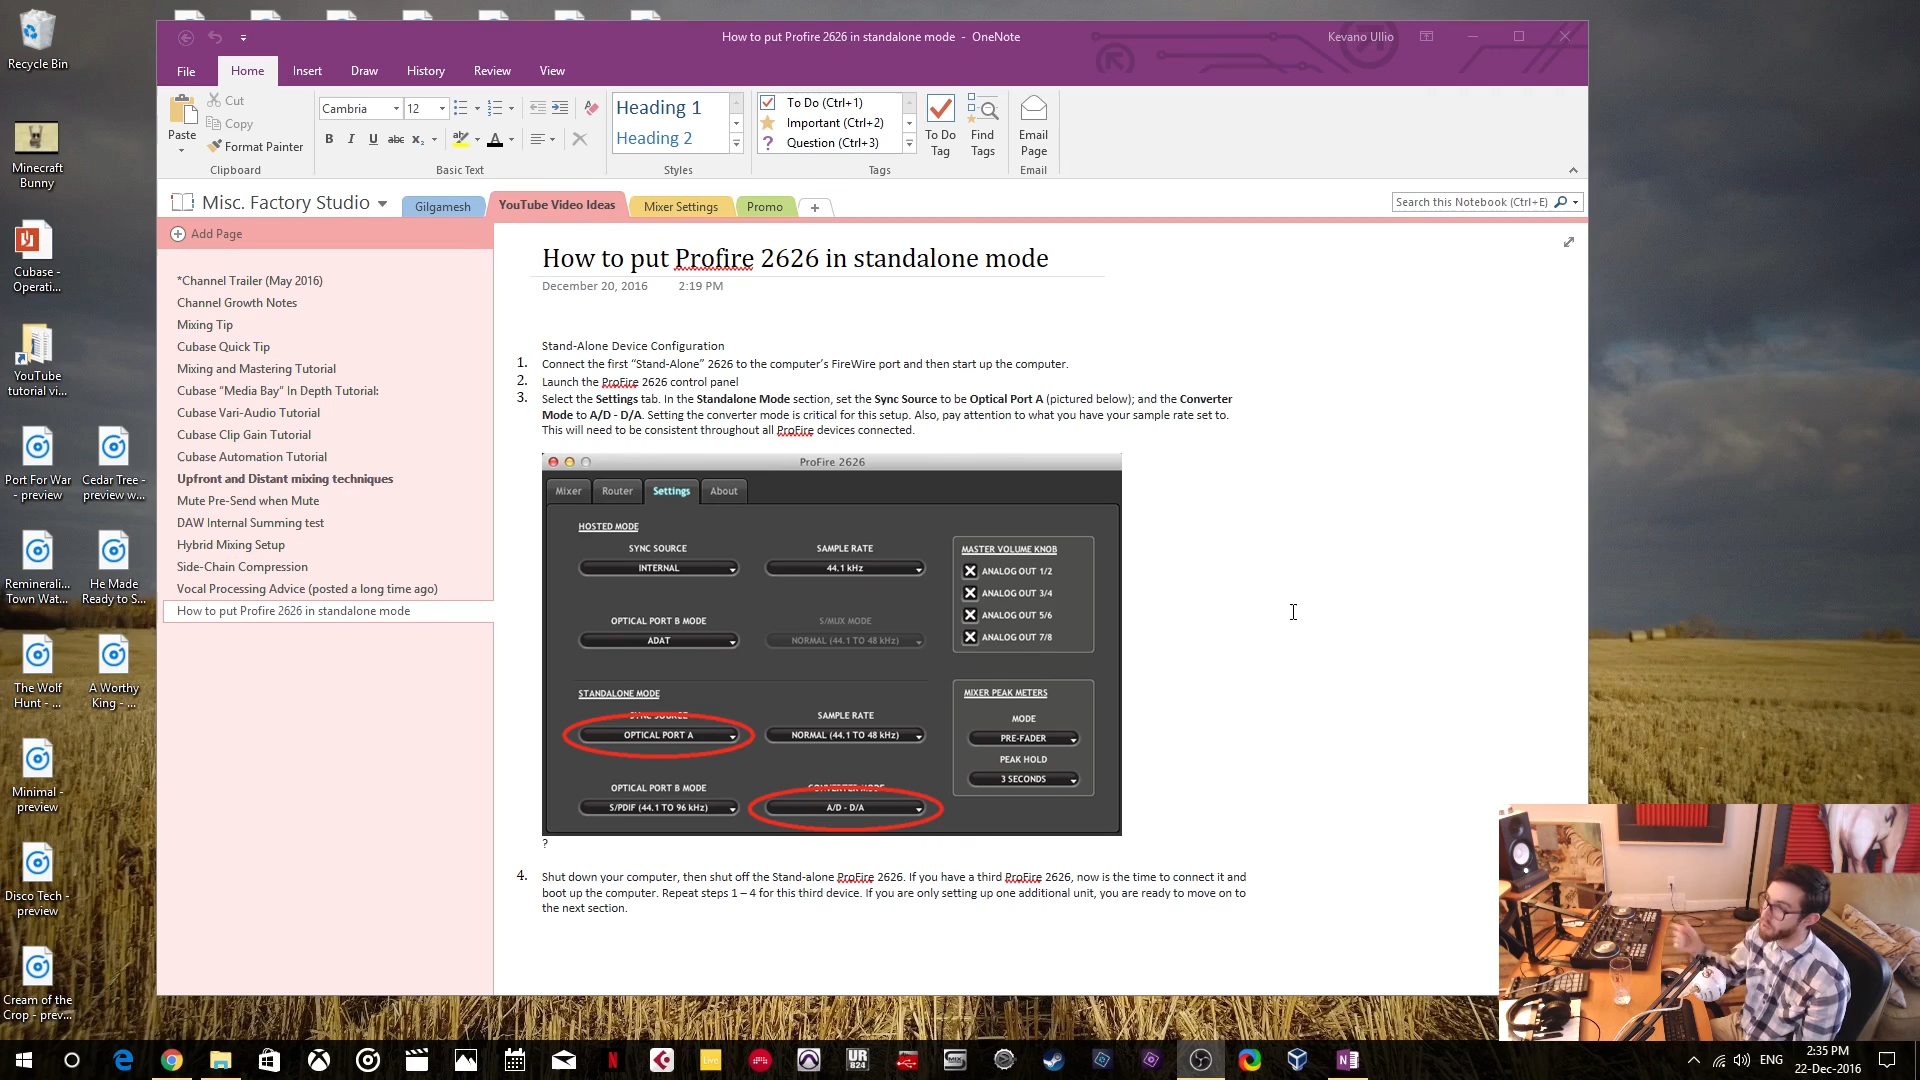 Recycle Bin
Minecraft
Bunny
Cubase -
Operati...
YouTube
tutorial vi...
Port For War
- preview
Cedar Tree -
preview w...
Reminerali...
Town Wat...
He Made
Ready to S...
The Wolf
Hunt - ...
A Worthy
King - ...
Minimal -
preview
Disco Tech -
preview
Cream of the
Crop - prev...
How to put Profire 2626 in standalone mode - OneNote
Kevano Ullio
File Home Insert Draw History Review View
Paste
Cut
Copy
Format Painter
Clipboard
Cambria 12
B I U abc x₂ A
Basic Text
Heading 1
Heading 2
Styles
To Do (Ctrl+1)
Important (Ctrl+2)
Question (Ctrl+3)
Tags
To Do
Tag
Find
Tags
Email
Page
Email
Misc. Factory Studio
Gilgamesh YouTube Video Ideas Mixer Settings Promo
Search this Notebook (Ctrl+E)
Add Page
*Channel Trailer (May 2016)
Channel Growth Notes
Mixing Tip
Cubase Quick Tip
Mixing and Mastering Tutorial
Cubase “Media Bay” In Depth Tutorial:
Cubase Vari-Audio Tutorial
Cubase Clip Gain Tutorial
Cubase Automation Tutorial
Upfront and Distant mixing techniques
Mute Pre-Send when Mute
DAW Internal Summing test
Hybrid Mixing Setup
Side-Chain Compression
Vocal Processing Advice (posted a long time ago)
How to put Profire 2626 in standalone mode
How to put Profire 2626 in standalone mode
December 20, 2016 2:19 PM
Stand-Alone Device Configuration
1. Connect the first “Stand-Alone” 2626 to the computer’s FireWire port and then start up the computer.
2. Launch the ProFire 2626 control panel
3. Select the Settings tab. In the Standalone Mode section, set the Sync Source to be Optical Port A (pictured below); and the Converter
Mode to A/D - D/A. Setting the converter mode is critical for this setup. Also, pay attention to what you have your sample rate set to.
This will need to be consistent throughout all ProFire devices connected.
ProFire 2626
Mixer Router Settings About
HOSTED MODE
SYNC SOURCE
INTERNAL
SAMPLE RATE
44.1 kHz
OPTICAL PORT B MODE
ADAT
S/MUX MODE
NORMAL (44.1 TO 48 kHz)
MASTER VOLUME KNOB
ANALOG OUT 1/2
ANALOG OUT 3/4
ANALOG OUT 5/6
ANALOG OUT 7/8
STANDALONE MODE
SYNC SOURCE
OPTICAL PORT A
SAMPLE RATE
NORMAL (44.1 TO 48 kHz)
OPTICAL PORT B MODE
S/PDIF (44.1 TO 96 kHz)
CONVERTER MODE
A/D - D/A
MIXER PEAK METERS
MODE
PRE-FADER
PEAK HOLD
3 SECONDS
?
4. Shut down your computer, then shut off the Stand-alone ProFire 2626. If you have a third ProFire 2626, now is the time to connect it and
boot up the computer. Repeat steps 1 – 4 for this third device. If you are only setting up one additional unit, you are ready to move on to
the next section.
Live
UR
824
MIX
ENG
2:35 PM
22-Dec-2016